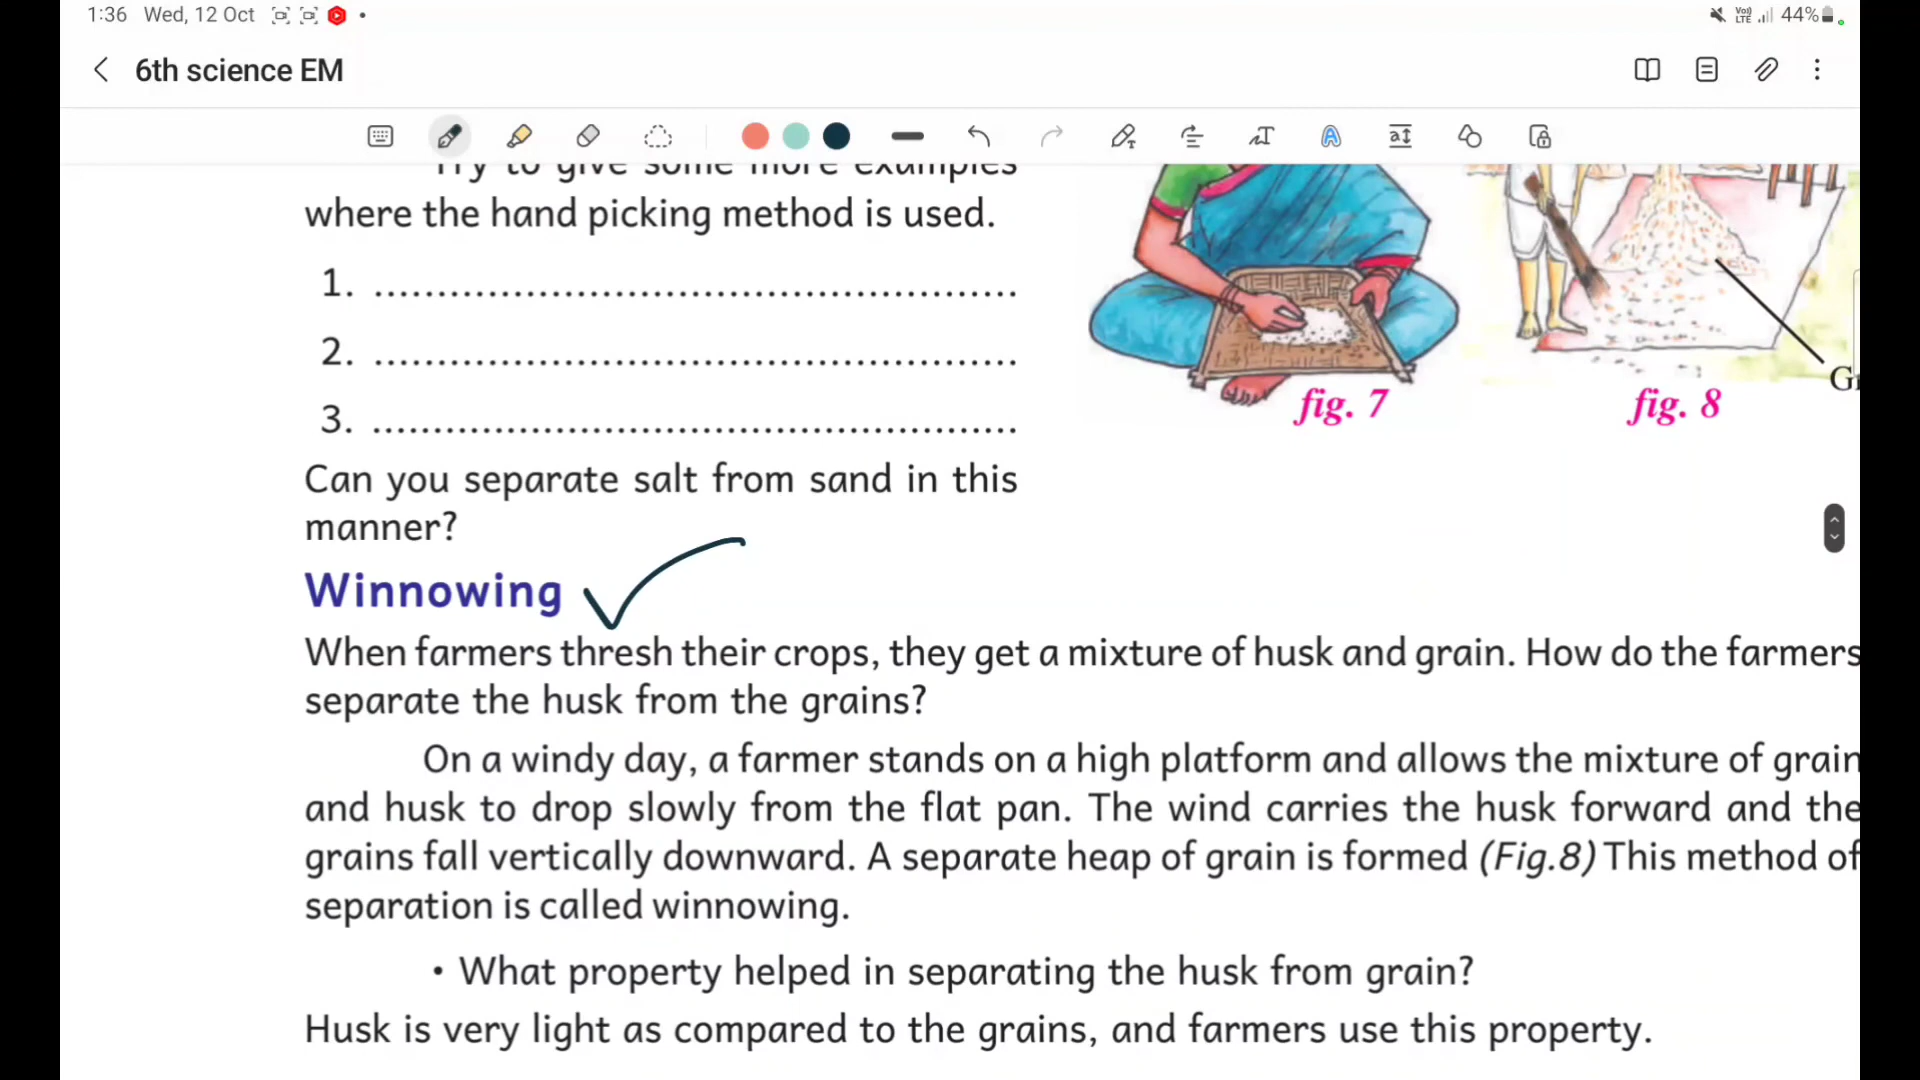 1:36 Wed, 12 Oct
44%
6th science EM
Try to give some more examples
where the hand picking method is used.
1. ..................................................
2. ..................................................
3. ..................................................
fig. 7
fig. 8
Can you separate salt from sand in this
manner?
Winnowing
When farmers thresh their crops, they get a mixture of husk and grain. How do the farmers
separate the husk from the grains?
On a windy day, a farmer stands on a high platform and allows the mixture of grain
and husk to drop slowly from the flat pan. The wind carries the husk forward and the
grains fall vertically downward. A separate heap of grain is formed (Fig.8) This method of
separation is called winnowing.
• What property helped in separating the husk from grain?
Husk is very light as compared to the grains, and farmers use this property.